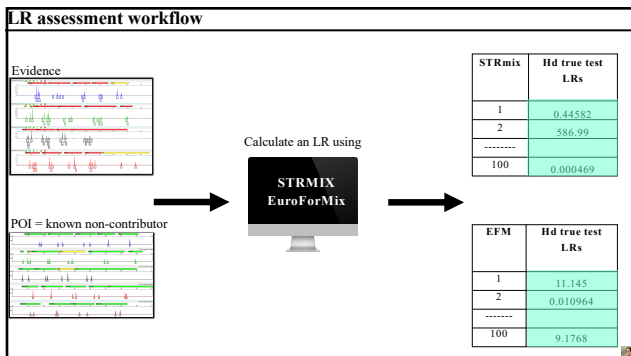 LR assessment workflow
Evidence
POI = known non-contributor
Calculate an LR using
STRMIX
EuroForMix
STRmix Hd true test
LRs
1 0.44582
2 586.99
--------
100 0.000469
EFM Hd true test
LRs
1 11.145
2 0.010964
-------
100 9.1768